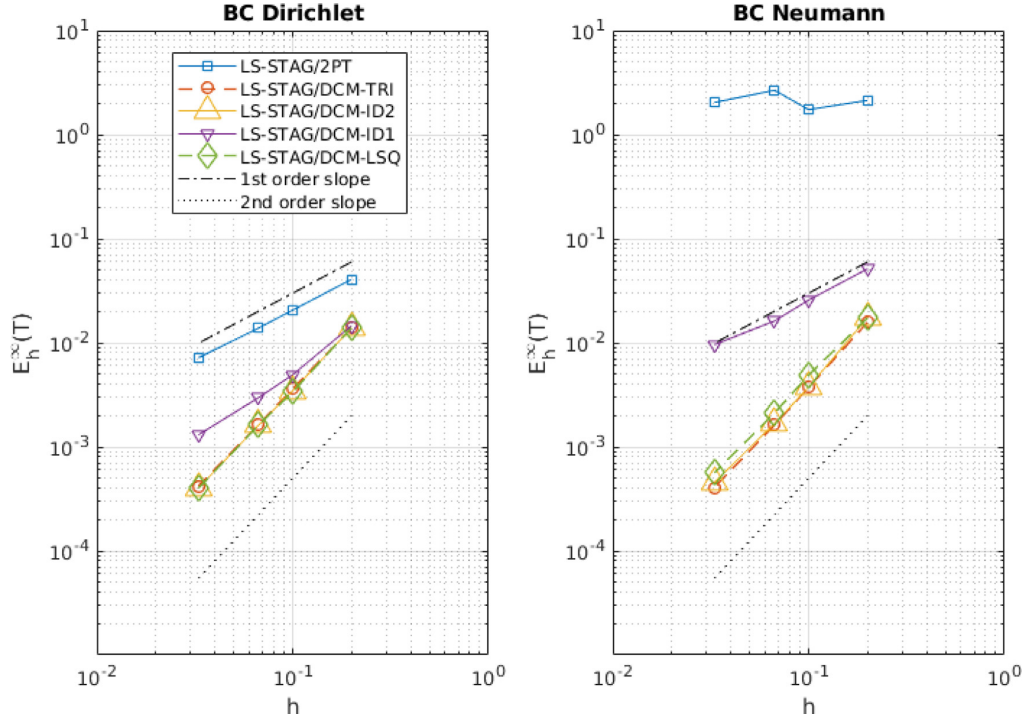 BC Dirichlet
10^1
10^0
10^-1
10^-2
10^-3
10^-4
E_h^∞(T)
LS-STAG/2PT
LS-STAG/DCM-TRI
LS-STAG/DCM-ID2
LS-STAG/DCM-ID1
LS-STAG/DCM-LSQ
1st order slope
2nd order slope
10^-2 10^-1 10^0
h
BC Neumann
10^1
10^0
10^-1
10^-2
10^-3
10^-4
E_h^∞(T)
10^-2 10^-1 10^0
h